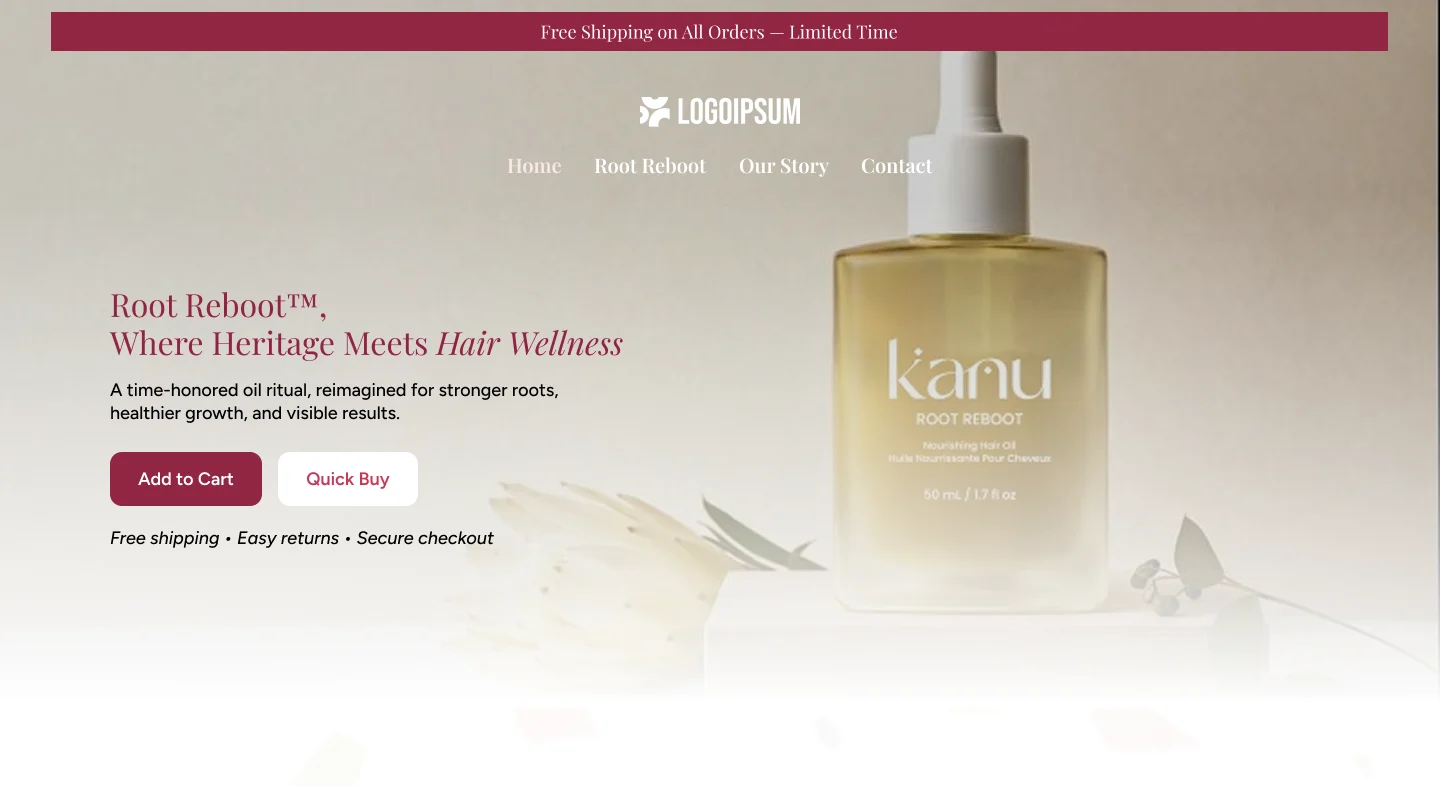 Free Shipping on All Orders — Limited Time
LOGOIPSUM
Home Root Reboot Our Story Contact
Root Reboot™,
Where Heritage Meets Hair Wellness
A time-honored oil ritual, reimagined for stronger roots,
healthier growth, and visible results.
Add to Cart Quick Buy
Free shipping • Easy returns • Secure checkout
kanu
ROOT REBOOT
Nourishing Hair Oil
Huile Nourrissante Pour Cheveux
50 mL / 1.7 fl oz